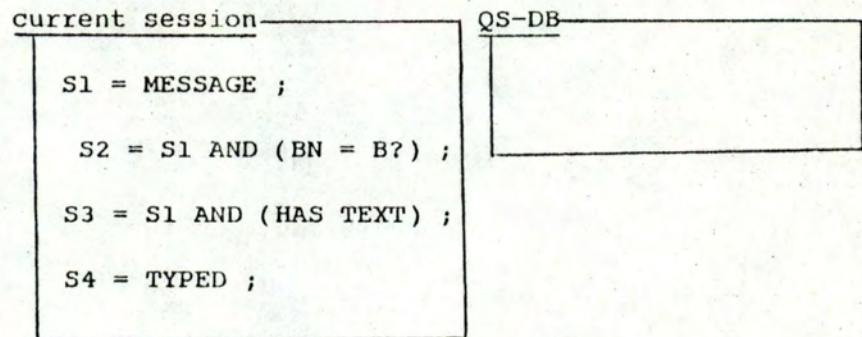 current session QS-DB
S1 = MESSAGE ;
S2 = S1 AND (BN = B?) ;
S3 = S1 AND (HAS TEXT) ;
S4 = TYPED ;